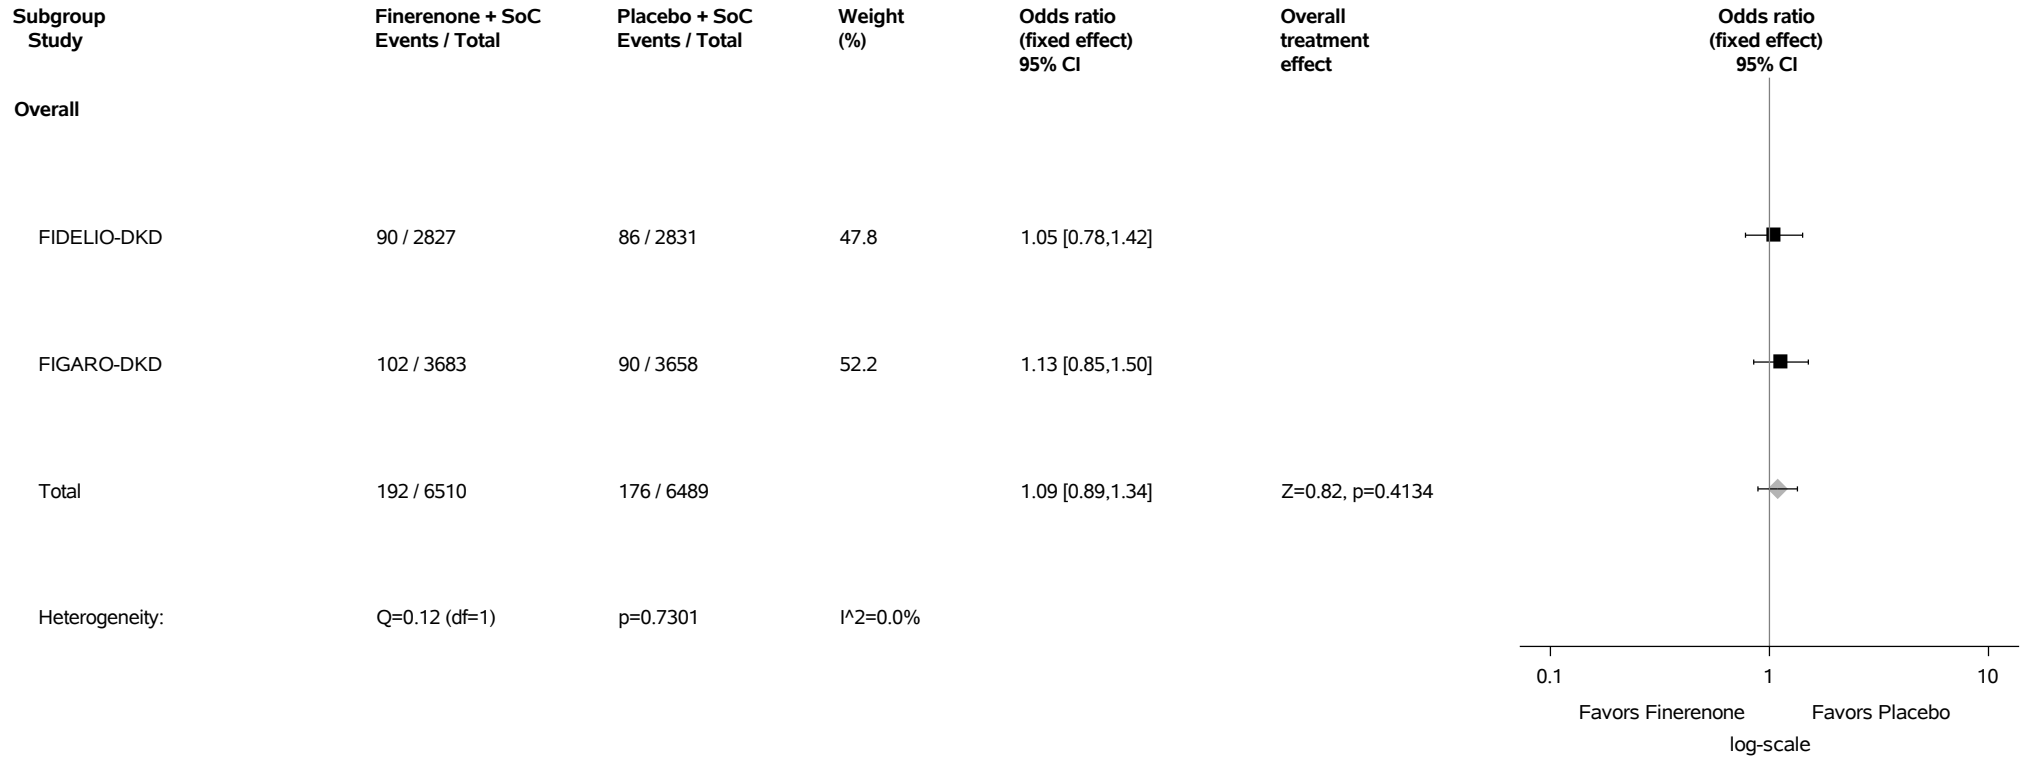 Subgroup Finerenone + SoC Placebo + SoC Weight Odds ratio Overall Odds ratio
Study Events / Total Events / Total (%) (fixed effect) treatment (fixed effect)
95% CI effect 95% CI
Overall
FIDELIO-DKD 90 / 2827 86 / 2831 47.8 1.05 [0.78,1.42]
FIGARO-DKD 102 / 3683 90 / 3658 52.2 1.13 [0.85,1.50]
Total 192 / 6510 176 / 6489 1.09 [0.89,1.34] Z=0.82, p=0.4134
Heterogeneity: Q=0.12 (df=1) p=0.7301 I^2=0.0%
0.1 1 10
Favors Finerenone Favors Placebo
log-scale